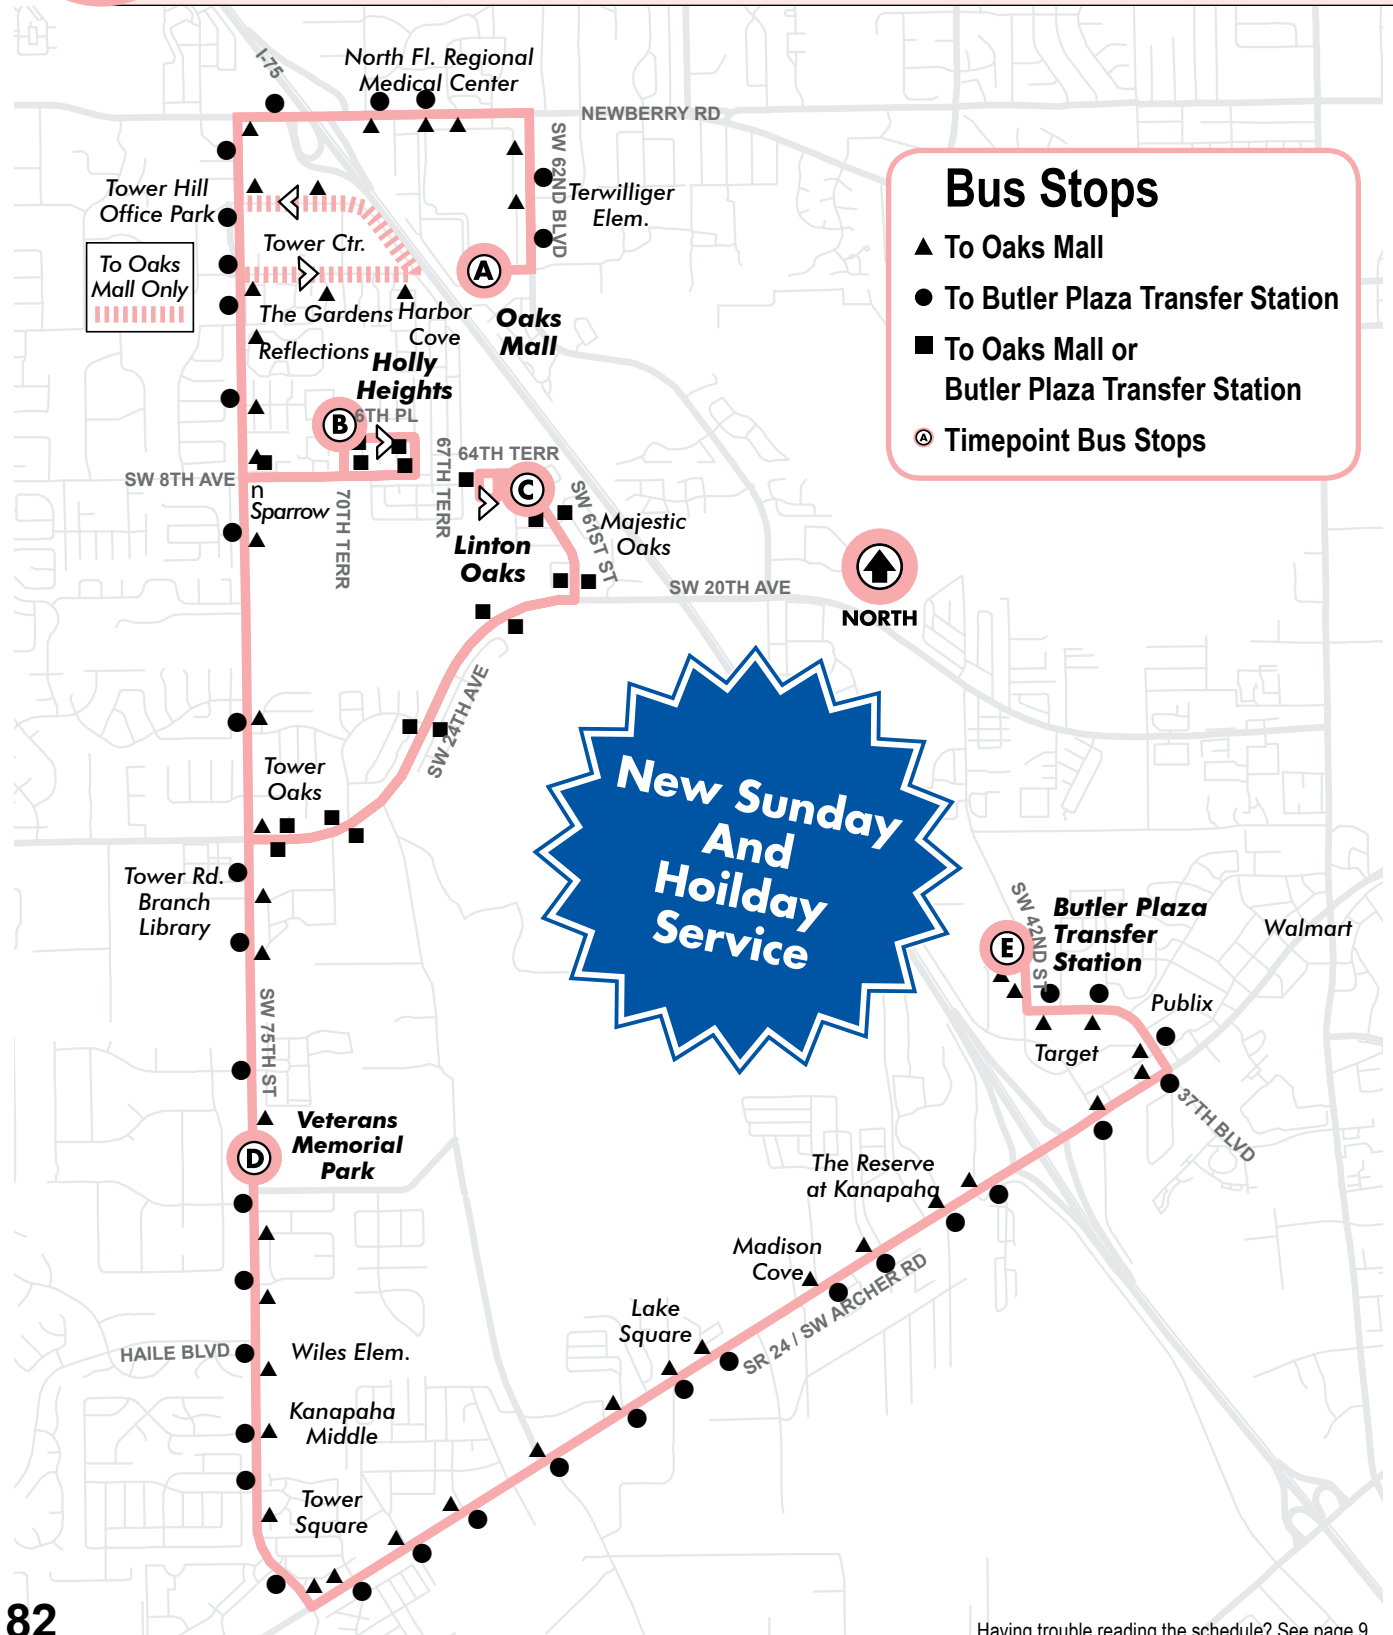 I-75
North Fl. Regional
Medical Center
NEWBERRY RD
SW 62ND BLVD
Terwilliger
Elem.
Tower Hill
Office Park
Tower Ctr.
To Oaks
Mall Only
A
Oaks
Mall
The Gardens
Harbor
Cove
Reflections
Holly
Heights
B
6TH PL
67TH TERR
64TH TERR
C
SW 8TH AVE
n
Sparrow
70TH TERR
Linton
Oaks
SW 61ST ST
Majestic
Oaks
SW 20TH AVE
Bus Stops
To Oaks Mall
To Butler Plaza Transfer Station
To Oaks Mall or
Butler Plaza Transfer Station
A Timepoint Bus Stops
NORTH
SW 24TH AVE
Tower
Oaks
New Sunday
And
Hoilday
Service
Tower Rd.
Branch
Library
SW 75TH ST
SW 42ND ST
E
Butler Plaza
Transfer
Station
Walmart
Publix
Target
37TH BLVD
D
Veterans
Memorial
Park
The Reserve
at Kanapaha
Madison
Cove
SR 24 / SW ARCHER RD
Lake
Square
HAILE BLVD
Wiles Elem.
Kanapaha
Middle
Tower
Square
82
Having trouble reading the schedule? See page 9